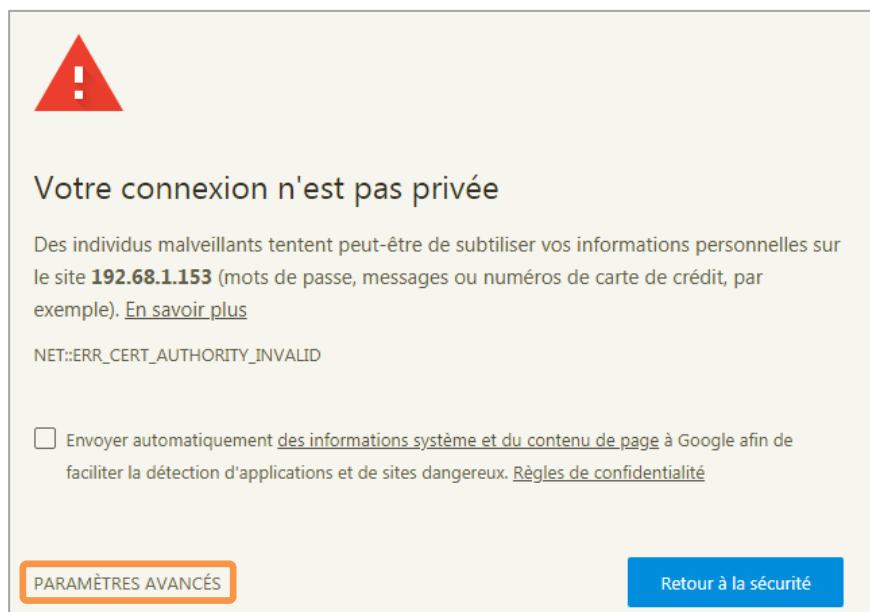 Votre connexion n'est pas privée
Des individus malveillants tentent peut-être de subtiliser vos informations personnelles sur
le site 192.68.1.153 (mots de passe, messages ou numéros de carte de crédit, par
exemple). En savoir plus
NET::ERR_CERT_AUTHORITY_INVALID
Envoyer automatiquement des informations système et du contenu de page à Google afin de
faciliter la détection d'applications et de sites dangereux. Règles de confidentialité
PARAMÈTRES AVANCÉS
Retour à la sécurité